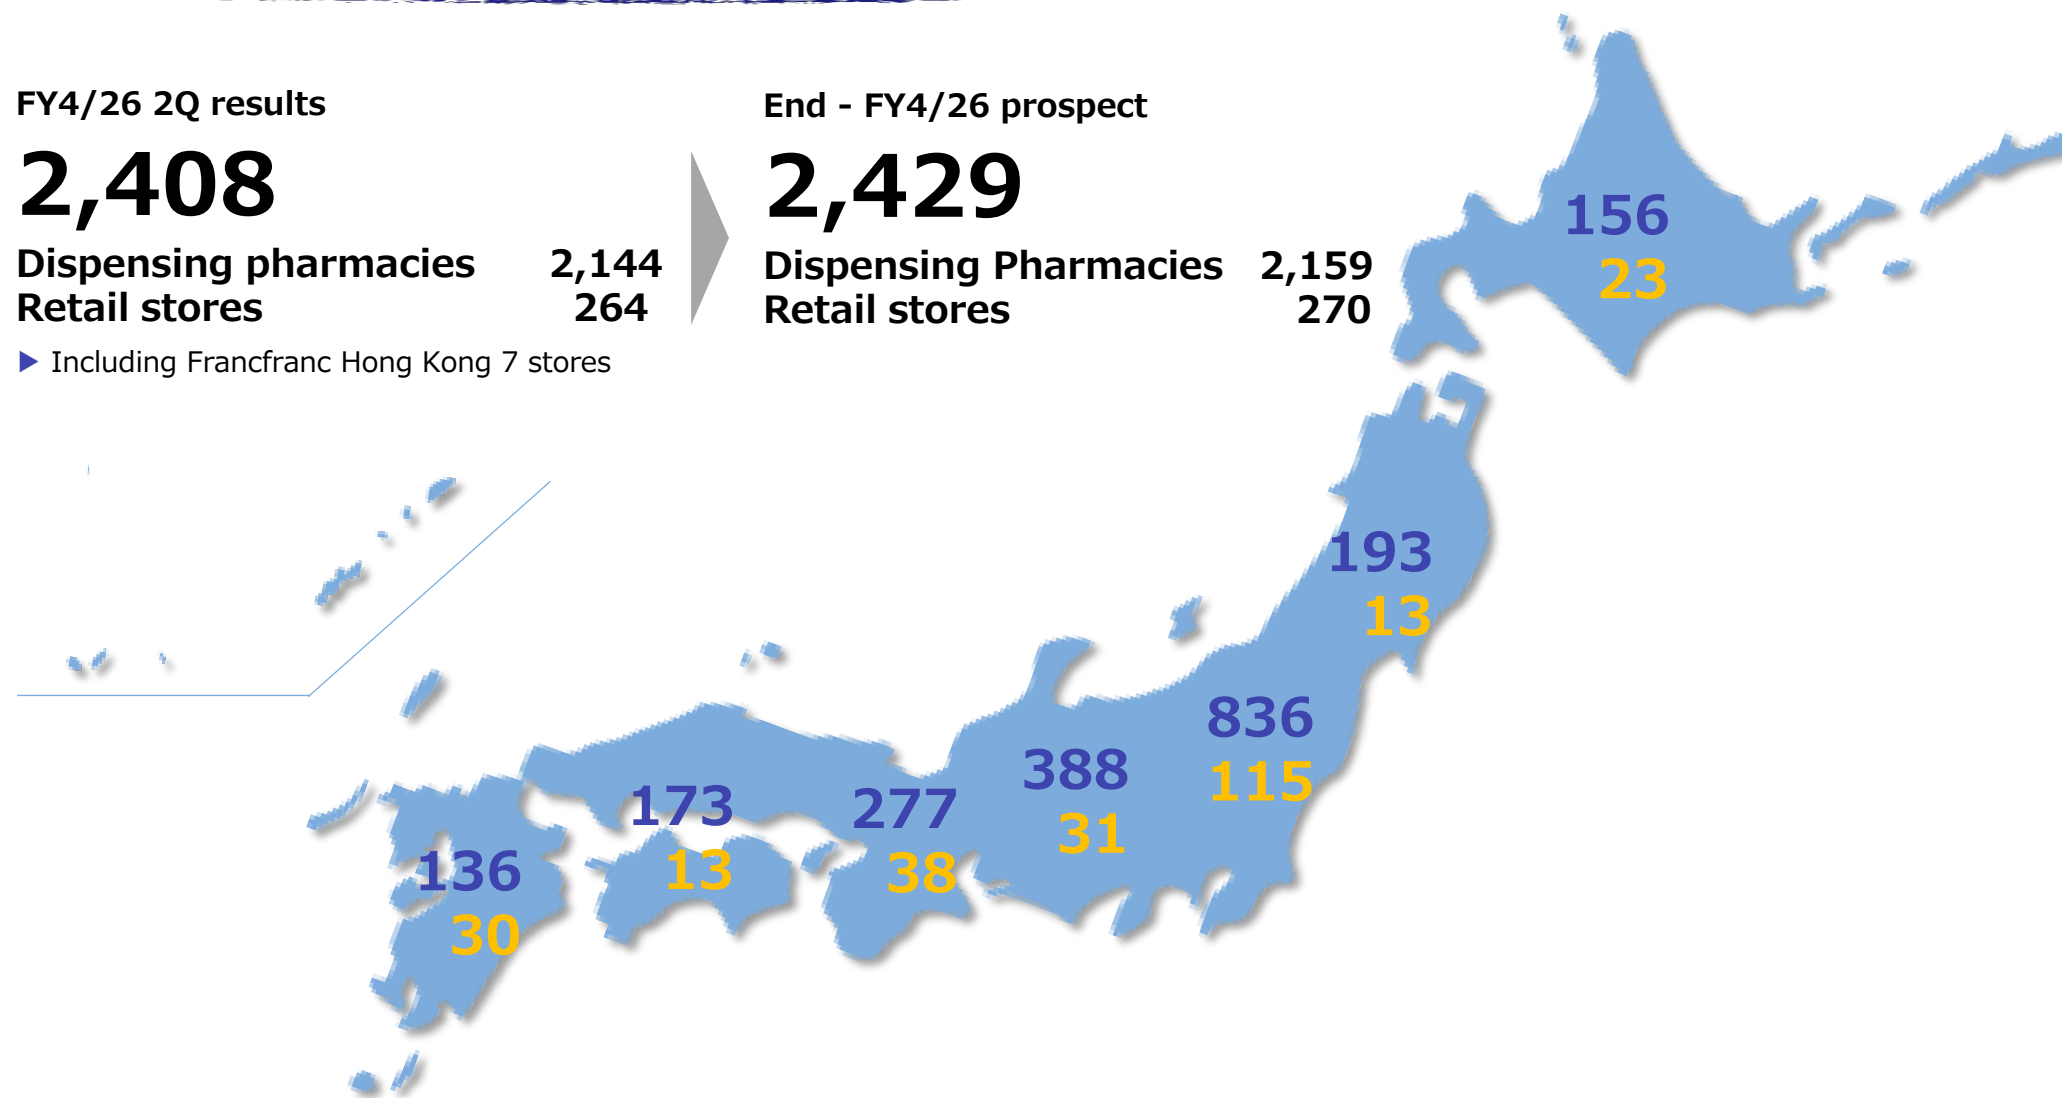 FY4/26 2Q results
2,408
Dispensing pharmacies 2,144
Retail stores 264
▶ Including Francfranc Hong Kong 7 stores
End - FY4/26 prospect
2,429
Dispensing Pharmacies 2,159
Retail stores 270
156
23
193
13
836
115
388
31
277
38
173
13
136
30